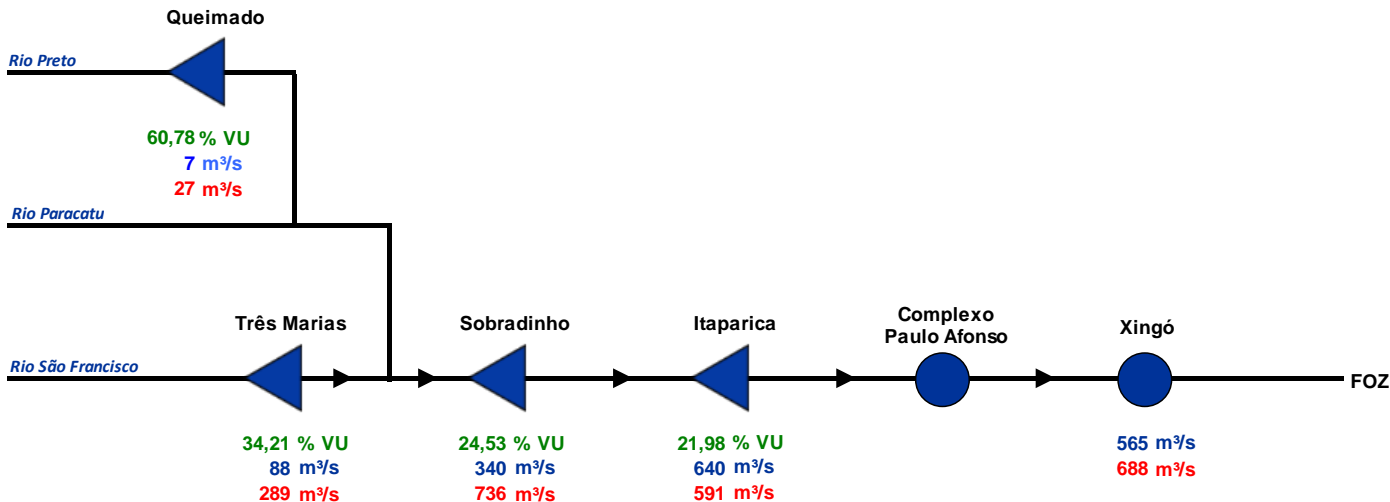 Queimado
Rio Preto
60,78 % VU
7 m³/s
27 m³/s
Rio Paracatu
Três Marias
Sobradinho
Itaparica
Complexo
Paulo Afonso
Xingó
Rio São Francisco
FOZ
34,21 % VU
88 m³/s
289 m³/s
24,53 % VU
340 m³/s
736 m³/s
21,98 % VU
640 m³/s
591 m³/s
565 m³/s
688 m³/s